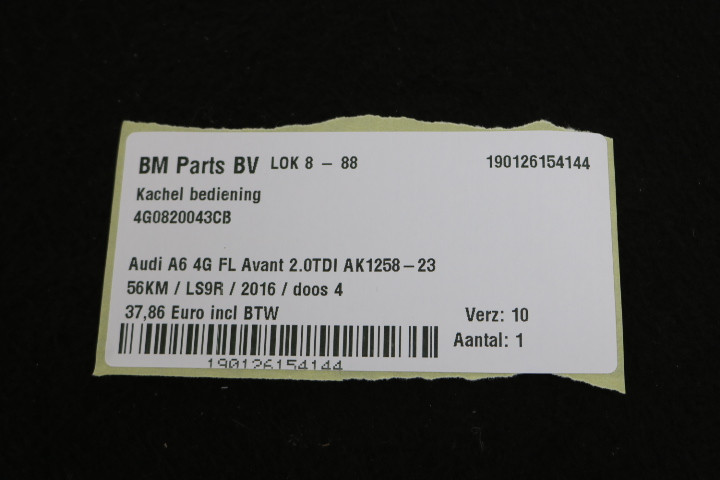 BM Parts BV LOK 8 - 88 190126154144
Kachel bediening
4G0820043CB
Audi A6 4G FL Avant 2.0TDI AK1258-23
56KM / LS9R / 2016 / doos 4
37,86 Euro incl BTW Verz: 10
Aantal: 1
190126154144